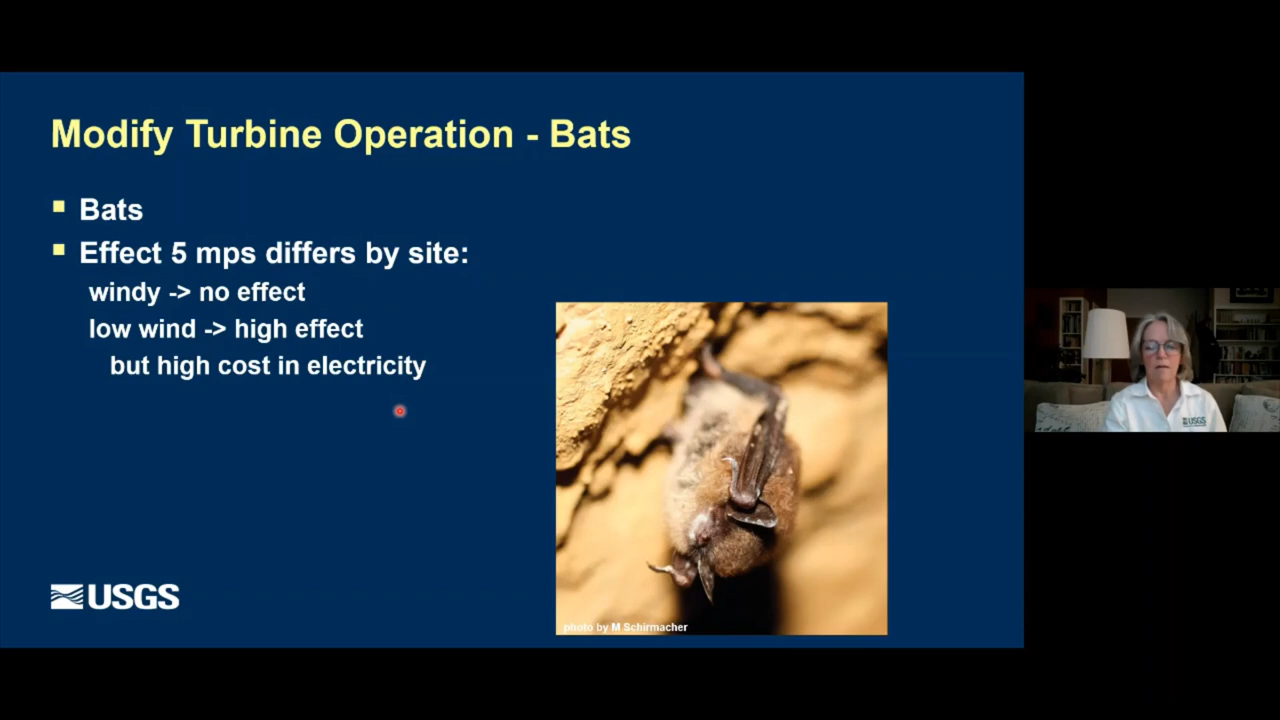 Modify Turbine Operation - Bats
Bats
Effect 5 mps differs by site:
windy -> no effect
low wind -> high effect
but high cost in electricity
photo by M Schirmacher
USGS
USGS